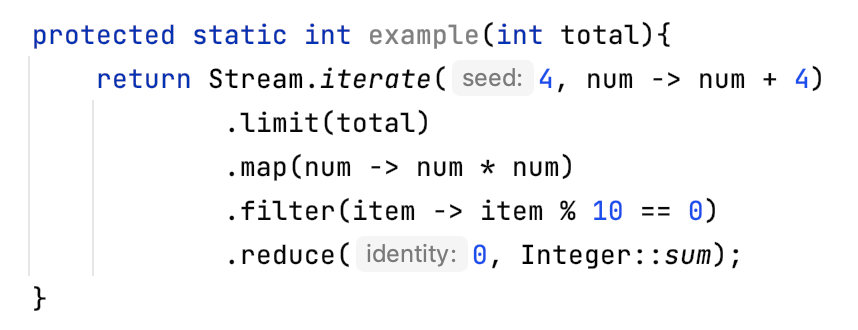 protected static int example(int total){
return Stream.iterate( seed: 4, num -> num + 4)
.limit(total)
.map(num -> num * num)
.filter(item -> item % 10 == 0)
.reduce( identity: 0, Integer::sum);
}